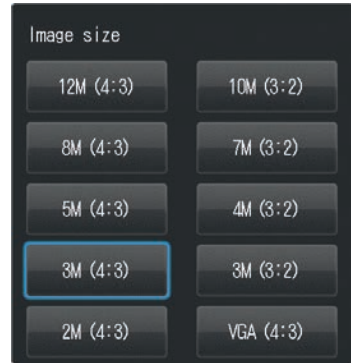 Image size
12M (4:3) 10M (3:2)
8M (4:3) 7M (3:2)
5M (4:3) 4M (3:2)
3M (4:3) 3M (3:2)
2M (4:3) VGA (4:3)